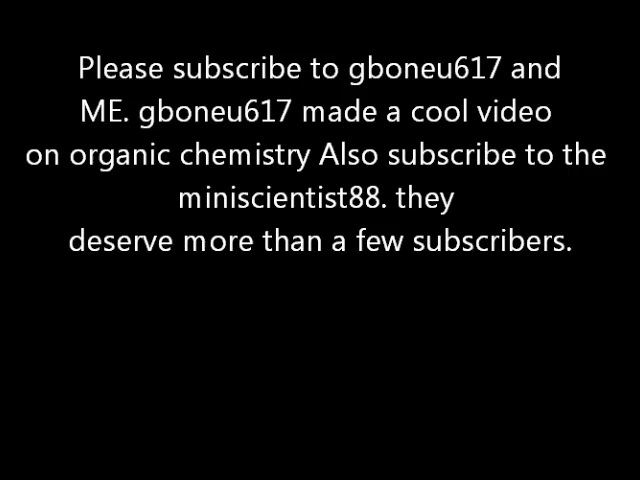 Please subscribe to gboneu617 and
ME. gboneu617 made a cool video
on organic chemistry Also subscribe to the
miniscientist88. they
deserve more than a few subscribers.